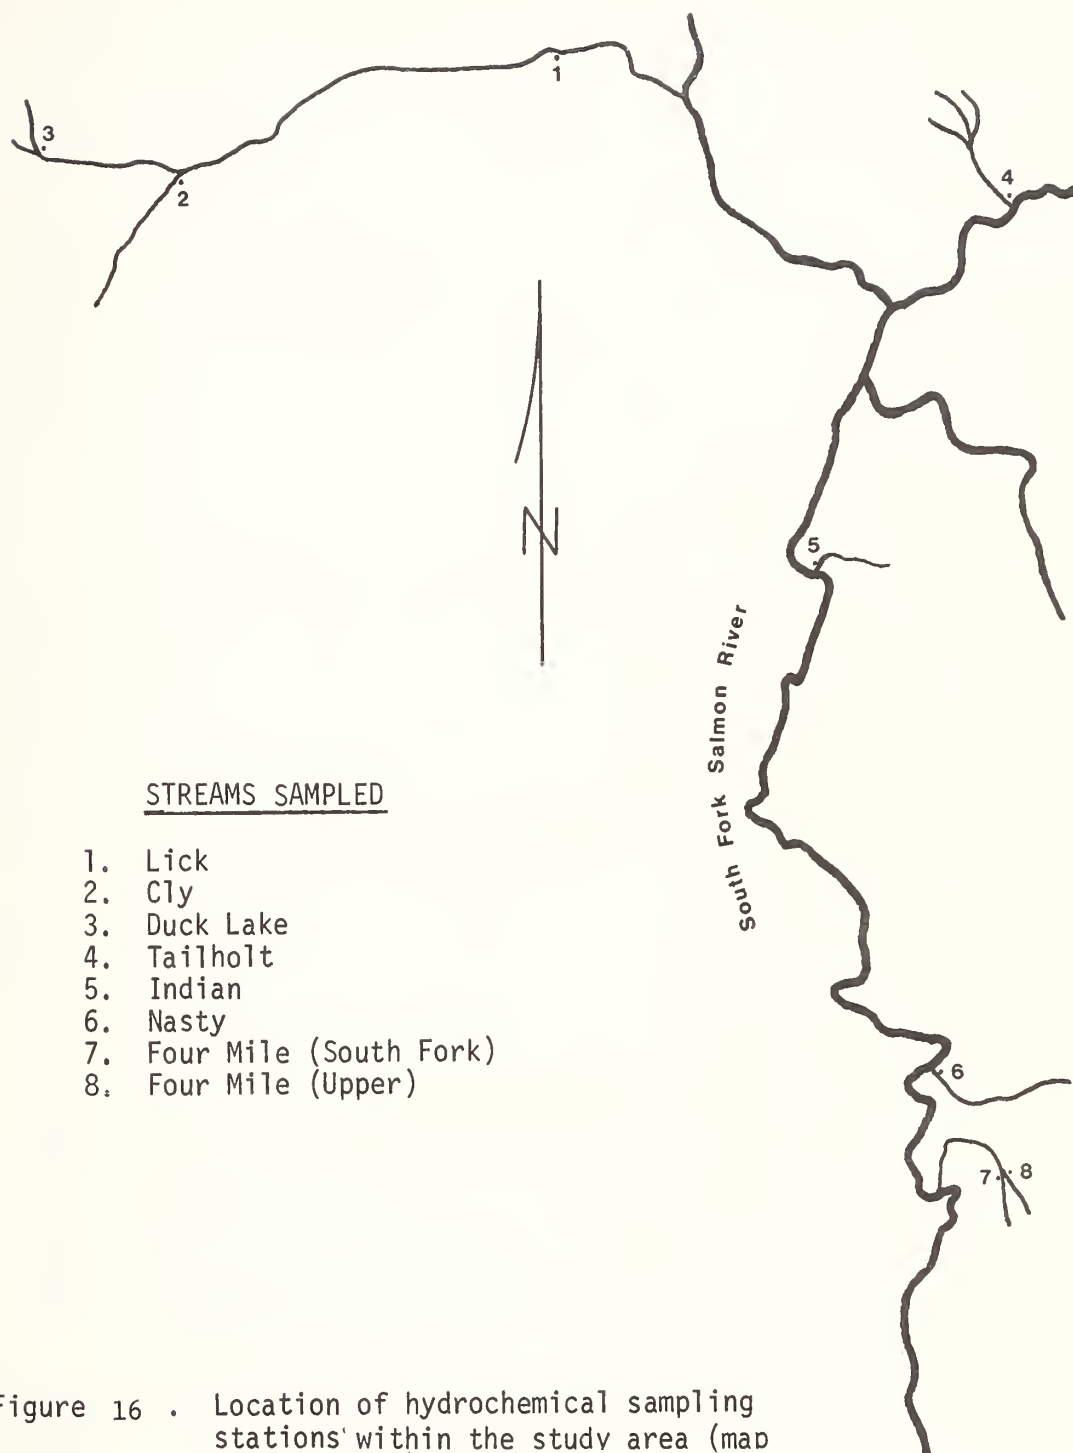 1
3
2
4
N
5
South Fork Salmon River
STREAMS SAMPLED
1. Lick
2. Cly
3. Duck Lake
4. Tailholt
5. Indian
6. Nasty
7. Four Mile (South Fork)
8. Four Mile (Upper)
6
7 8
Figure 16 . Location of hydrochemical sampling
stations within the study area (map